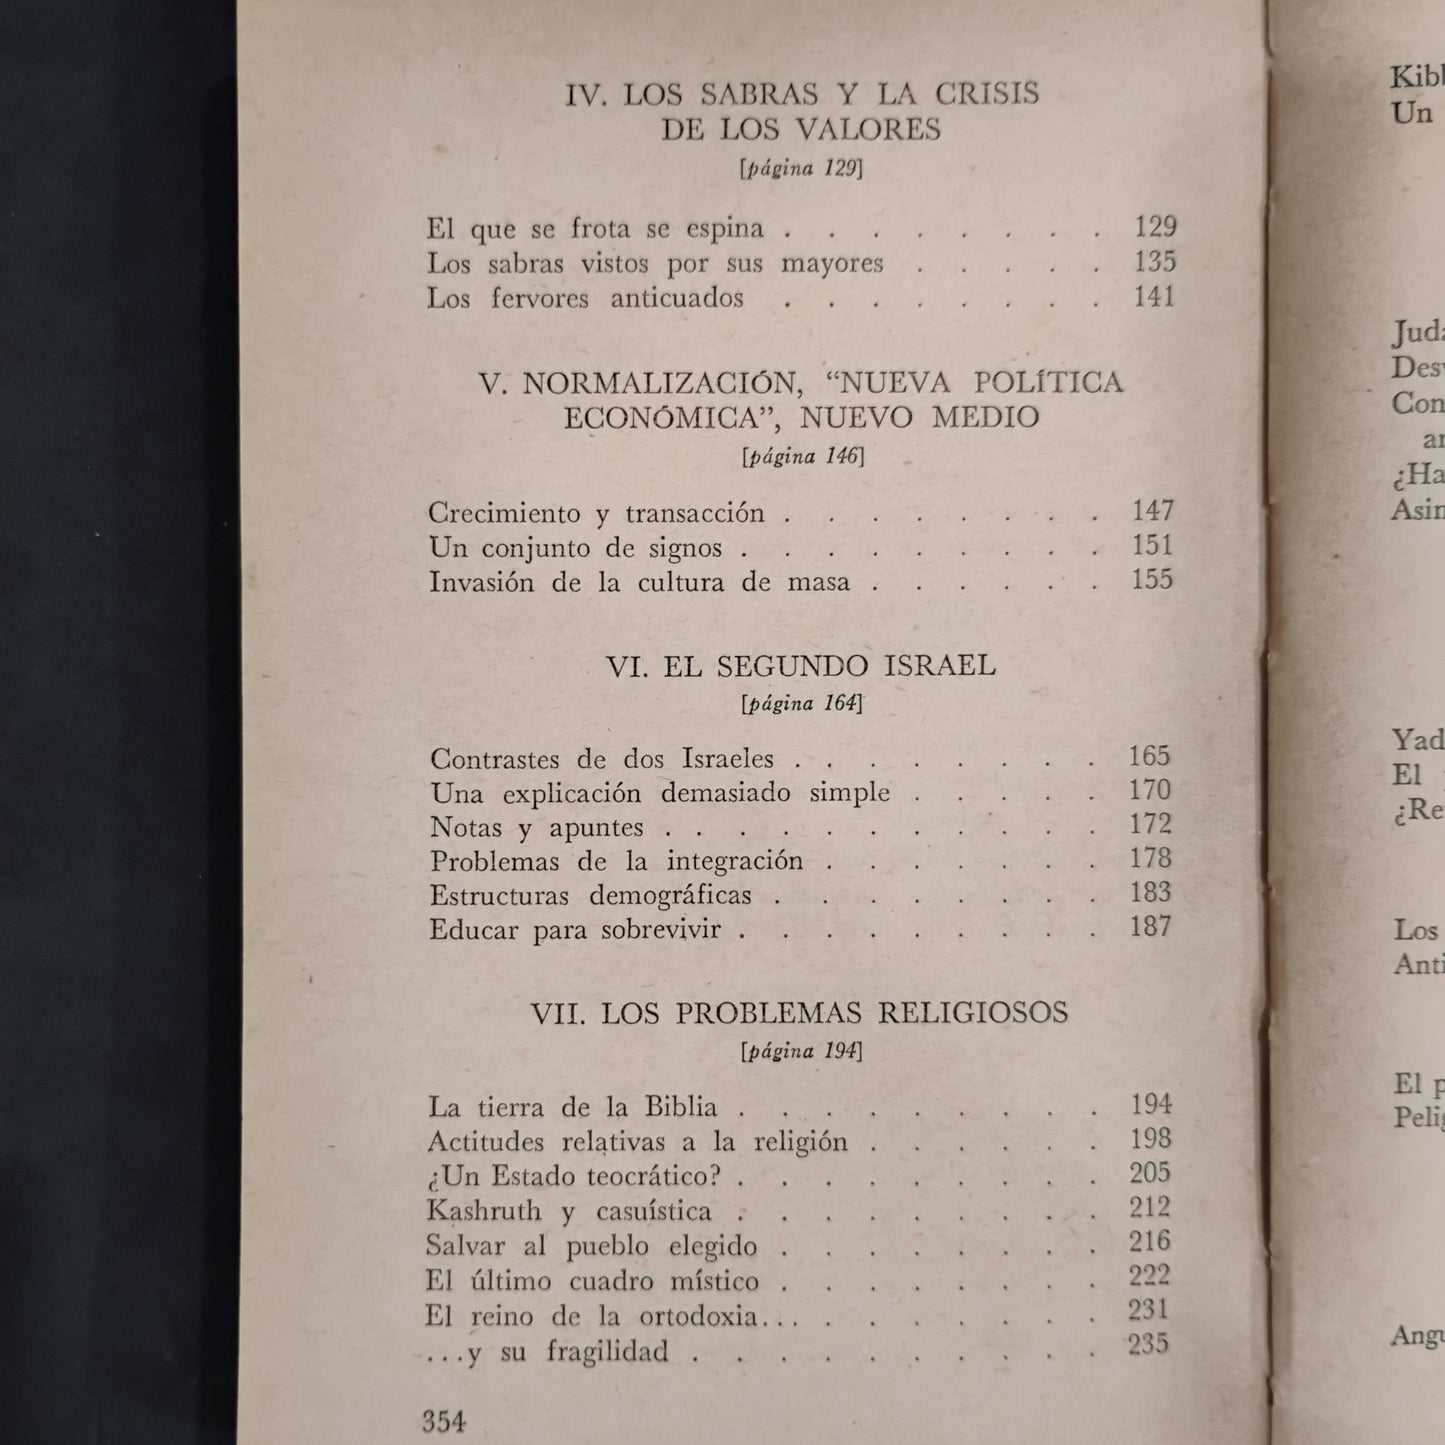 IV. LOS SABRAS Y LA CRISIS
DE LOS VALORES
[página 129]
El que se frota se espina . . . . . . . . 129
Los sabras vistos por sus mayores . . . . . 135
Los fervores anticuados . . . . . . . . 141
V. NORMALIZACIÓN, “NUEVA POLÍTICA
ECONÓMICA”, NUEVO MEDIO
[página 146]
Crecimiento y transacción . . . . . . . . 147
Un conjunto de signos . . . . . . . . . 151
Invasión de la cultura de masa . . . . . . 155
VI. EL SEGUNDO ISRAEL
[página 164]
Contrastes de dos Israeles . . . . . . . . 165
Una explicación demasiado simple . . . . . 170
Notas y apuntes . . . . . . . . . . . 172
Problemas de la integración . . . . . . . 178
Estructuras demográficas . . . . . . . . 183
Educar para sobrevivir . . . . . . . . . 187
VII. LOS PROBLEMAS RELIGIOSOS
[página 194]
La tierra de la Biblia . . . . . . . . . 194
Actitudes relativas a la religión . . . . . . 198
¿Un Estado teocrático? . . . . . . . . . 205
Kashruth y casuística . . . . . . . . . 212
Salvar al pueblo elegido . . . . . . . . 216
El último cuadro místico . . . . . . . . 222
El reino de la ortodoxia... . . . . . . . 231
...y su fragilidad . . . . . . . . . . 235
354
Un
Yad
El
Los
El